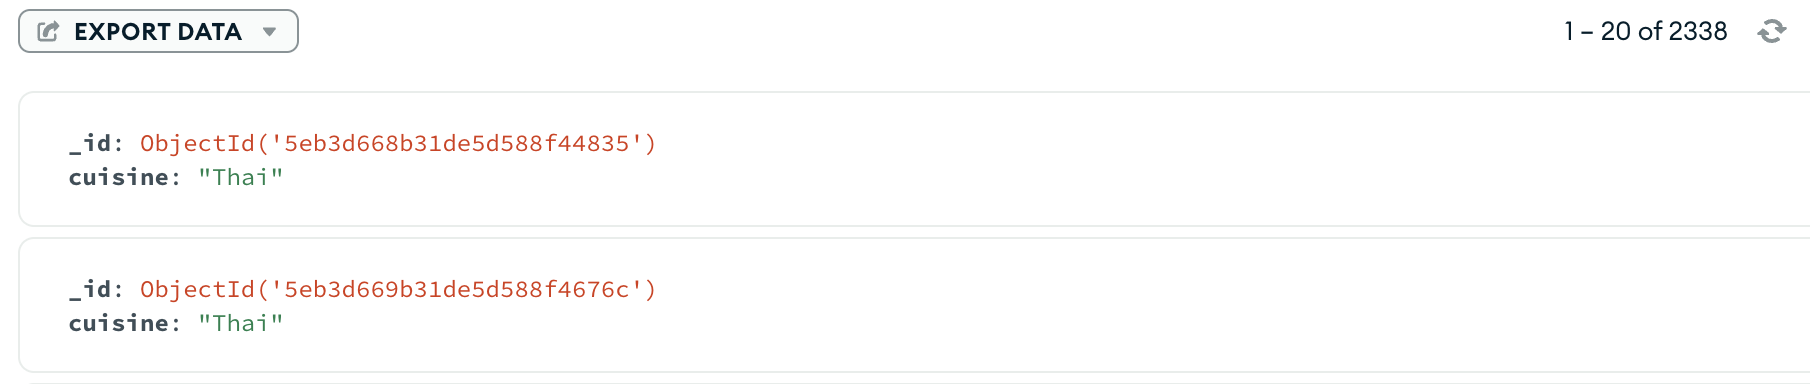 EXPORT DATA
1 – 20 of 2338
_id: ObjectId('5eb3d668b31de5d588f44835')
cuisine: "Thai"
_id: ObjectId('5eb3d669b31de5d588f4676c')
cuisine: "Thai"